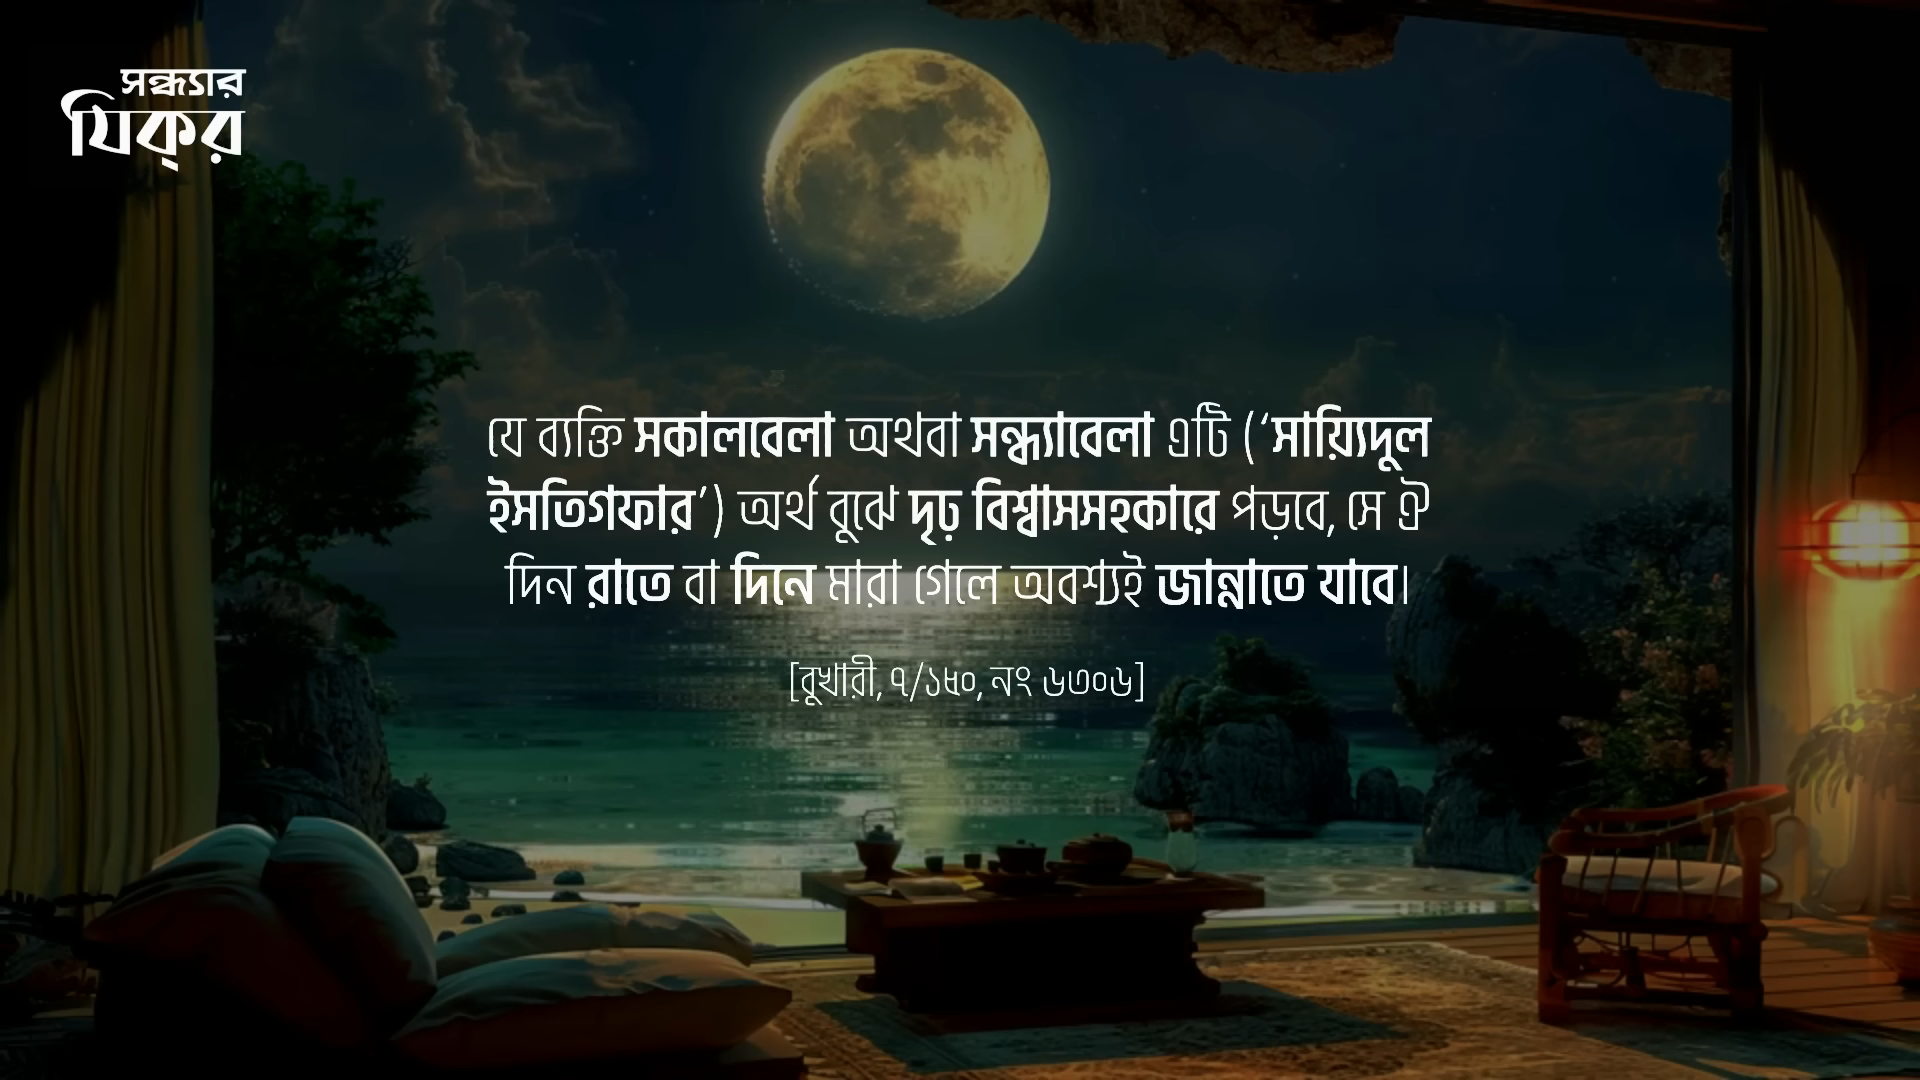 সন্ধ্যার
যিক্‌র
যে ব্যক্তি সকালবেলা অথবা সন্ধ্যাবেলা এটি (‘সায়্যিদুল
ইসতিগফার’) অর্থ বুঝে দৃঢ় বিশ্বাসসহকারে পড়বে, সে ঐ
দিন রাতে বা দিনে মারা গেলে অবশ্যই জান্নাতে যাবে।
[বুখারী, ৭/১৫০, নং ৬৩০৬]